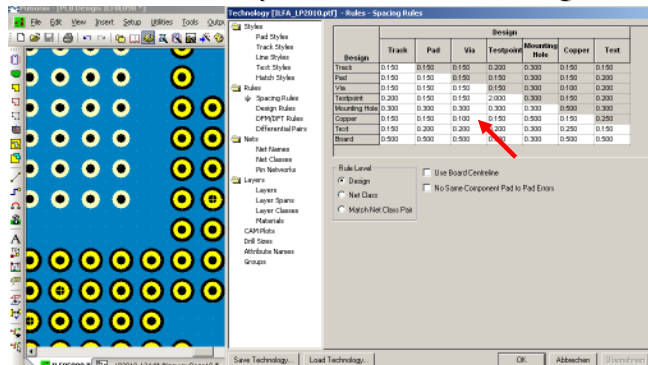 Technology [ILFA_LP2010.ptf] - Rules - Spacing Rules
File Edit View Insert Setup Utilities Tools Outpu
Styles
Pad Styles
Track Styles
Line Styles
Text Styles
Hatch Styles
Rules
Spacing Rules
Design Rules
DFM/DFT Rules
Differential Pairs
Nets
Net Names
Net Classes
Pin Networks
Layers
Layers
Layer Spans
Layer Classes
Materials
CAM Plots
Drill Sizes
Attribute Names
Groups
Design
Design Track Pad Via Testpoint Mounting Hole Copper Text
Track 0.150 0.150 0.150 0.200 0.300 0.150 0.150
Pad 0.150 0.150 0.150 0.150 0.300 0.150 0.200
Via 0.150 0.150 0.150 0.150 0.300 0.100 0.200
Testpoint 0.200 0.150 0.150 2.000 0.300 0.150 0.200
Mounting Hole 0.300 0.300 0.300 0.300 0.300 0.500 0.300
Copper 0.150 0.150 0.100 0.150 0.500 0.150 0.250
Text 0.150 0.200 0.200 0.200 0.300 0.250 0.150
Board 0.500 0.500 0.500 0.300 0.500 0.500
Rule Level
Design
Net Class
Match Net Class Pair
Use Board Centreline
No Same Component Pad to Pad Errors
Save Technology... Load Technology... OK Abbrechen Übernehmen